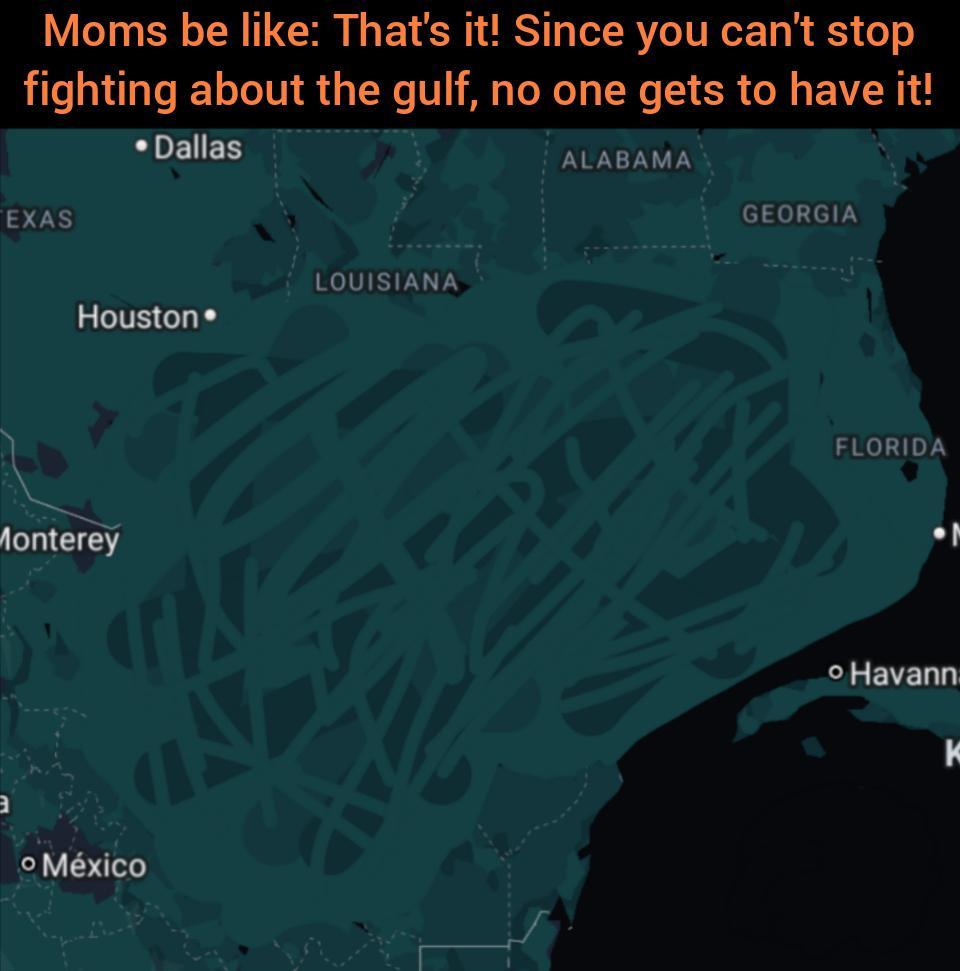 Moms be like: That's it! Since you can't stop
fighting about the gulf, no one gets to have it!
Dallas
ALABAMA
TEXAS
GEORGIA
LOUISIANA
Houston
FLORIDA
Monterey
Havann
México